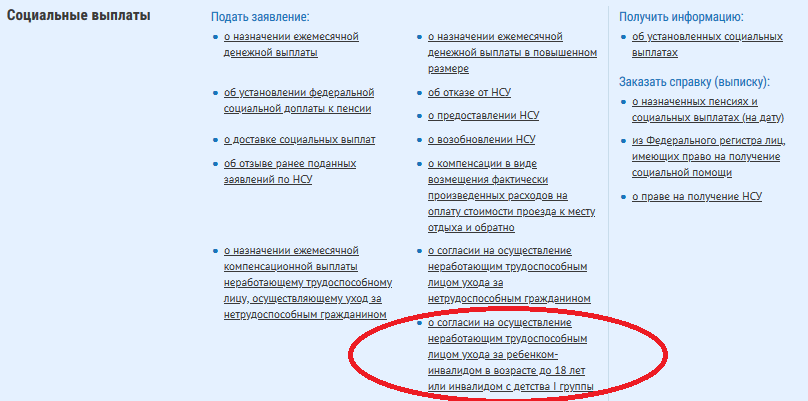 Социальные выплаты
Подать заявление:
о назначении ежемесячной
денежной выплаты
об установлении федеральной
социальной доплаты к пенсии
о доставке социальных выплат
об отзыве ранее поданных
заявлений по НСУ
о назначении ежемесячной
компенсационной выплаты
неработающему трудоспособному
лицу, осуществляющему уход за
нетрудоспособным гражданином
о назначении ежемесячной
денежной выплаты в повышенном
размере
об отказе от НСУ
о предоставлении НСУ
о возобновлении НСУ
о компенсации в виде
возмещения фактически
произведенных расходов на
оплату стоимости проезда к месту
отдыха и обратно
о согласии на осуществление
неработающим трудоспособным
лицом ухода за
нетрудоспособным гражданином
о согласии на осуществление
неработающим трудоспособным
лицом ухода за ребенком-
инвалидом в возрасте до 18 лет
или инвалидом с детства I группы
Получить информацию:
об установленных социальных
выплатах
Заказать справку (выписку):
о назначенных пенсиях и
социальных выплатах (на дату)
из Федерального регистра лиц,
имеющих право на получение
социальной помощи
о праве на получение НСУ